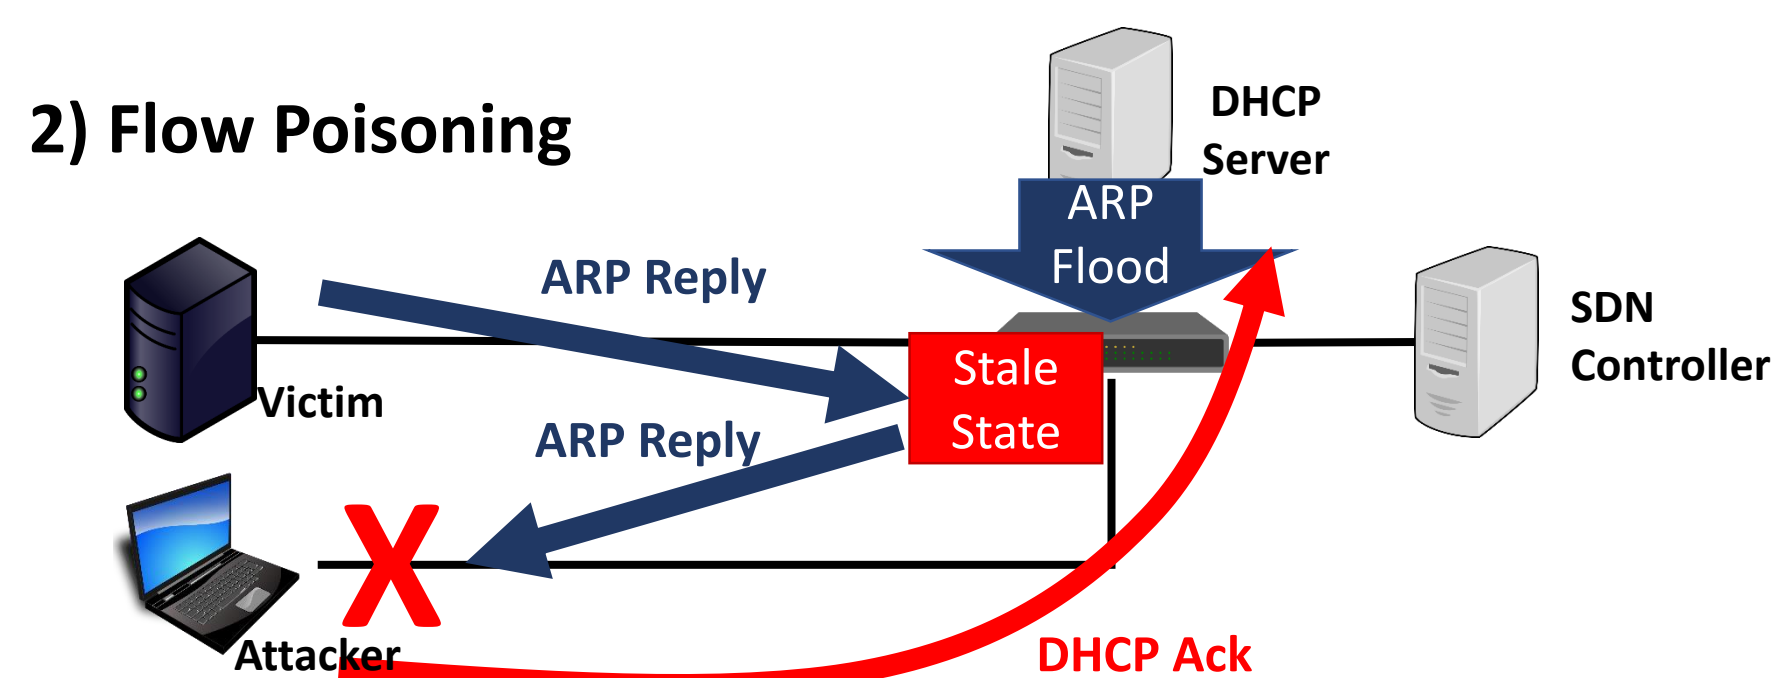 2) Flow Poisoning
DHCP
Server
ARP
Flood
ARP Reply
SDN
Controller
Stale
State
Victim
ARP Reply
X
Attacker
DHCP Ack